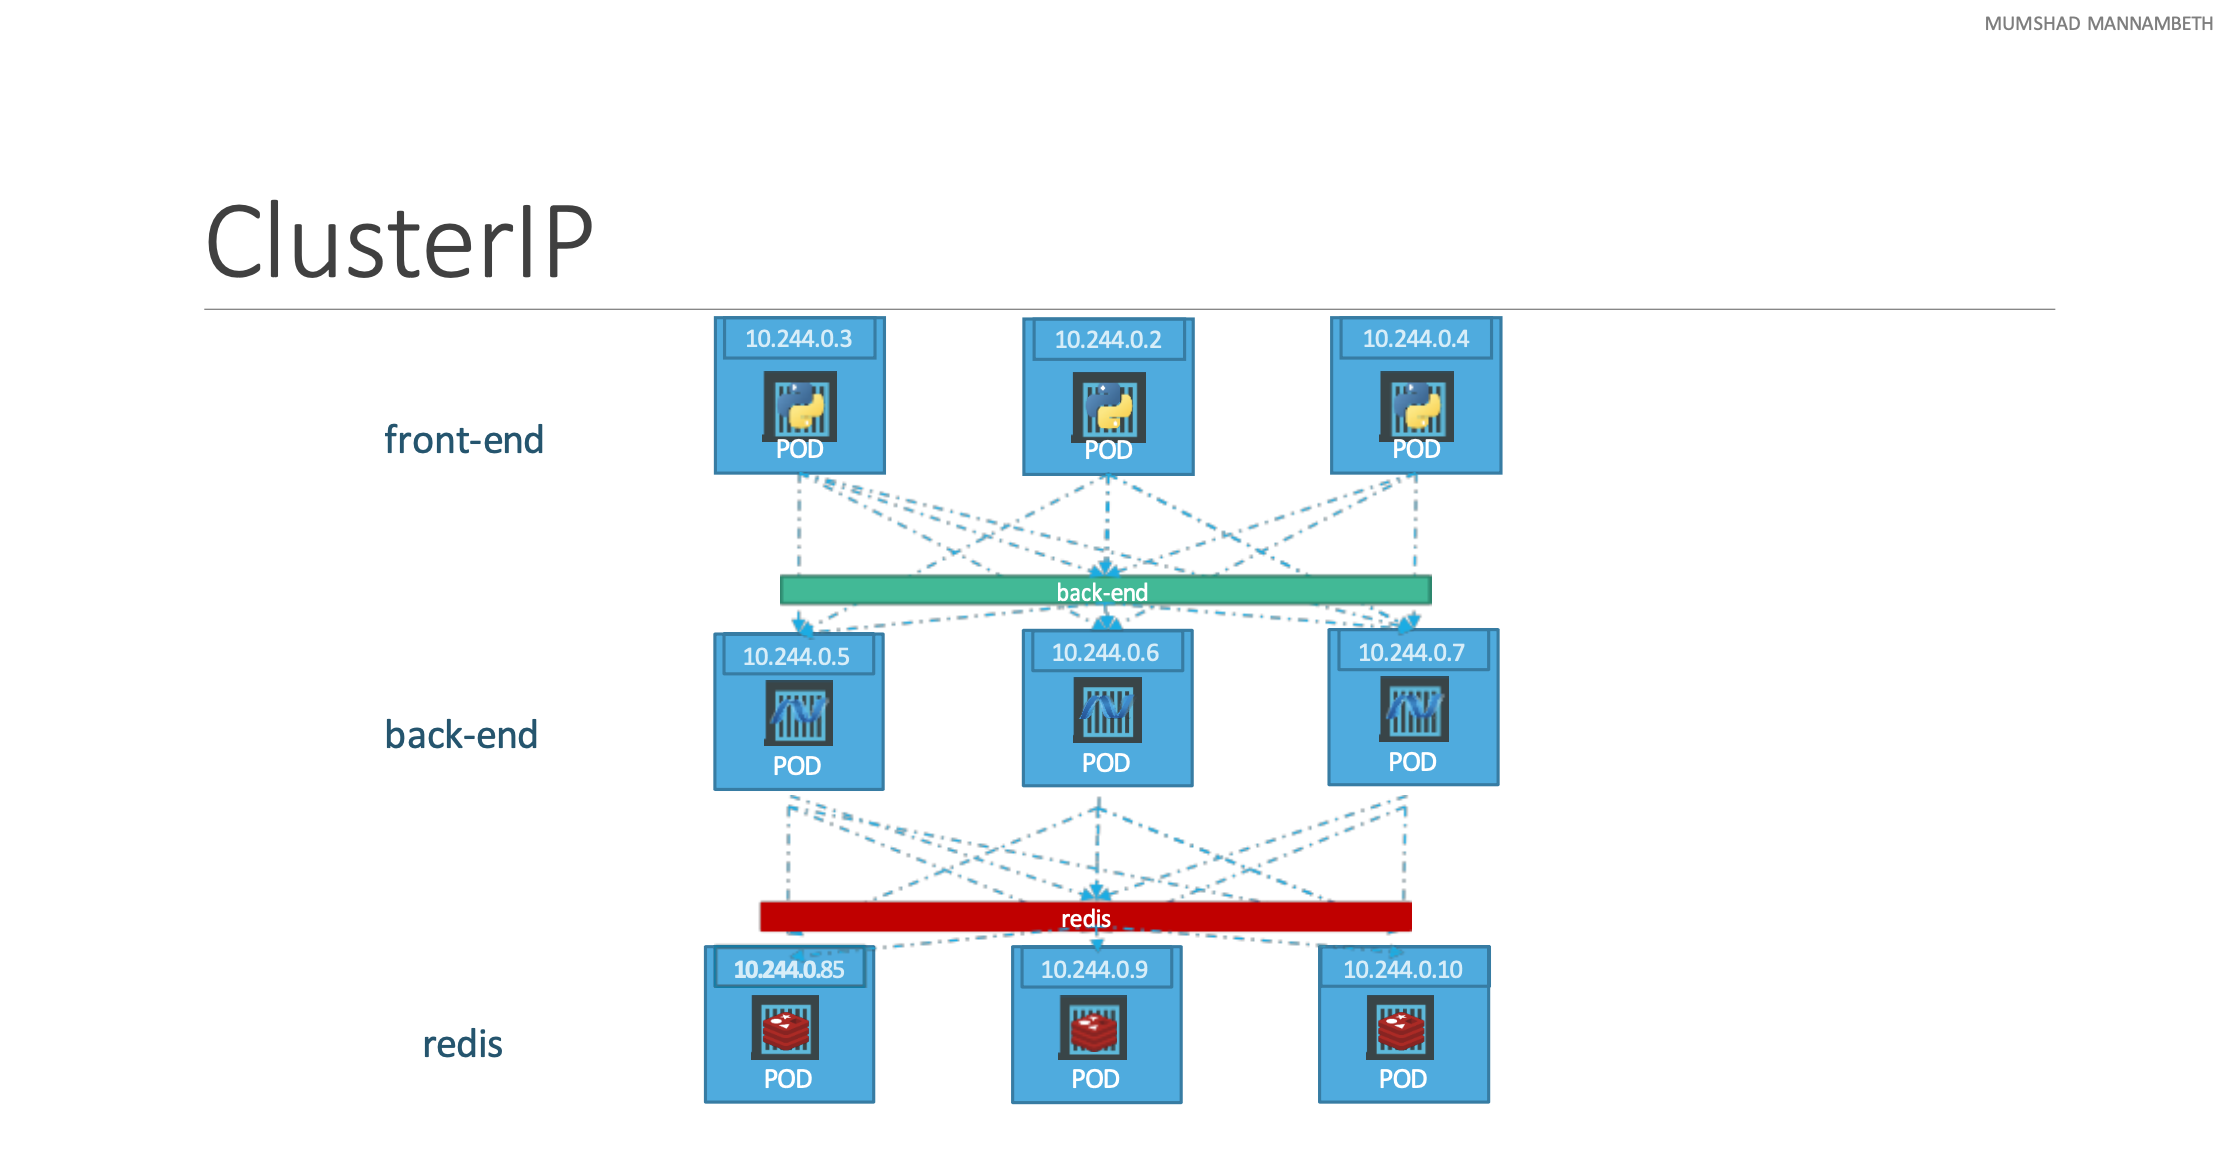 MUMSHAD MANNAMBETH
ClusterIP
10.244.0.3
10.244.0.2
10.244.0.4
front-end
POD
POD
POD
back-end
10.244.0.5
10.244.0.6
10.244.0.7
back-end
POD
POD
POD
redis
10.244.0.85
10.244.0.9
10.244.0.10
redis
POD
POD
POD